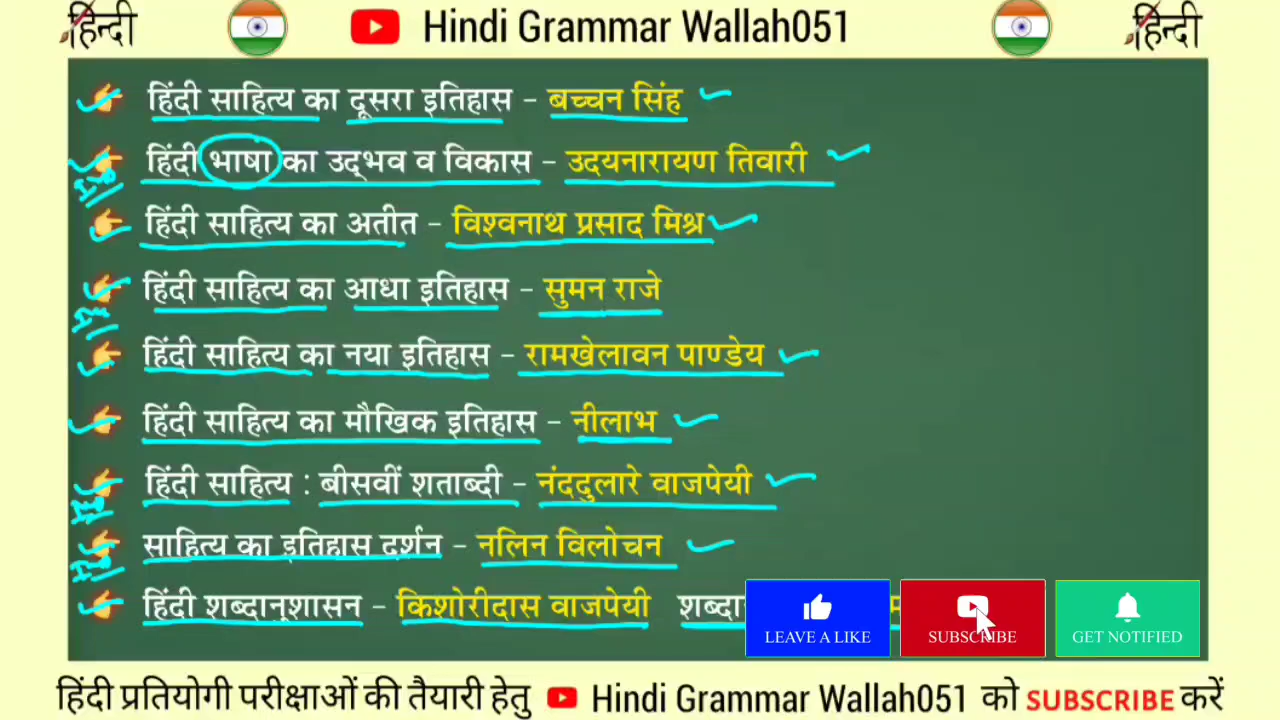 हिन्दी Hindi Grammar Wallah051 हिन्दी
हिंदी साहित्य का दूसरा इतिहास - बच्चन सिंह
हिंदी भाषा का उद्भव व विकास - उदयनारायण तिवारी
हिंदी साहित्य का अतीत - विश्वनाथ प्रसाद मिश्र
हिंदी साहित्य का आधा इतिहास - सुमन राजे
हिंदी साहित्य का नया इतिहास - रामखेलावन पाण्डेय
हिंदी साहित्य का मौखिक इतिहास - नीलाभ
हिंदी साहित्य : बीसवीं शताब्दी - नंददुलारे वाजपेयी
साहित्य का इतिहास दर्शन - नलिन विलोचन
हिंदी शब्दानूशासन - किशोरीदास वाजपेयी
LEAVE A LIKE SUBSCRIBE GET NOTIFIED
हिंदी प्रतियोगी परीक्षाओं की तैयारी हेतु Hindi Grammar Wallah051 को SUBSCRIBE करें